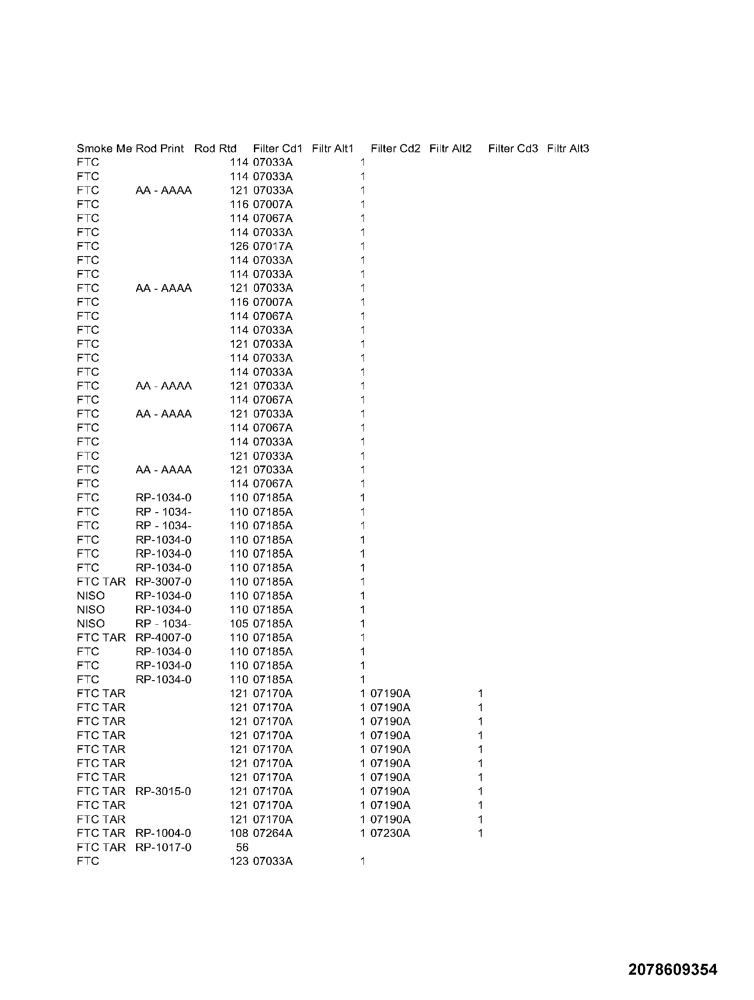 Smoke Me Rod Print Rod Rtd Filter Cd1 Filtr Alt1 Filter Cd2 Filtr Alt2 Filter Cd3 Filtr Alt3
FTC 114 07033A 1
FTC 114 07033A 1
FTC AA - AAAA 121 07033A 1
FTC 116 07007A 1
FTC 114 07067A 1
FTC 114 07033A 1
FTC 126 07017A 1
FTC 114 07033A 1
FTC 114 07033A 1
FTC AA - AAAA 121 07033A 1
FTC 116 07007A 1
FTC 114 07067A 1
FTC 114 07033A 1
FTC 121 07033A 1
FTC 114 07033A 1
FTC 114 07033A 1
FTC AA - AAAA 121 07033A 1
FTC 114 07067A 1
FTC AA - AAAA 121 07033A 1
FTC 114 07067A 1
FTC 114 07033A 1
FTC 121 07033A 1
FTC AA - AAAA 121 07033A 1
FTC 114 07067A 1
FTC RP-1034-0 110 07185A 1
FTC RP - 1034- 110 07185A 1
FTC RP - 1034- 110 07185A 1
FTC RP-1034-0 110 07185A 1
FTC RP-1034-0 110 07185A 1
FTC RP-1034-0 110 07185A 1
FTC TAR RP-3007-0 110 07185A 1
NISO RP-1034-0 110 07185A 1
NISO RP-1034-0 110 07185A 1
NISO RP - 1034- 105 07185A 1
FTC TAR RP-4007-0 110 07185A 1
FTC RP-1034-0 110 07185A 1
FTC RP-1034-0 110 07185A 1
FTC RP-1034-0 110 07185A 1
FTC TAR 121 07170A 1 07190A 1
FTC TAR 121 07170A 1 07190A 1
FTC TAR 121 07170A 1 07190A 1
FTC TAR 121 07170A 1 07190A 1
FTC TAR 121 07170A 1 07190A 1
FTC TAR 121 07170A 1 07190A 1
FTC TAR 121 07170A 1 07190A 1
FTC TAR RP-3015-0 121 07170A 1 07190A 1
FTC TAR 121 07170A 1 07190A 1
FTC TAR 121 07170A 1 07190A 1
FTC TAR RP-1004-0 108 07264A 1 07230A 1
FTC TAR RP-1017-0 56
FTC 123 07033A 1
2078609354